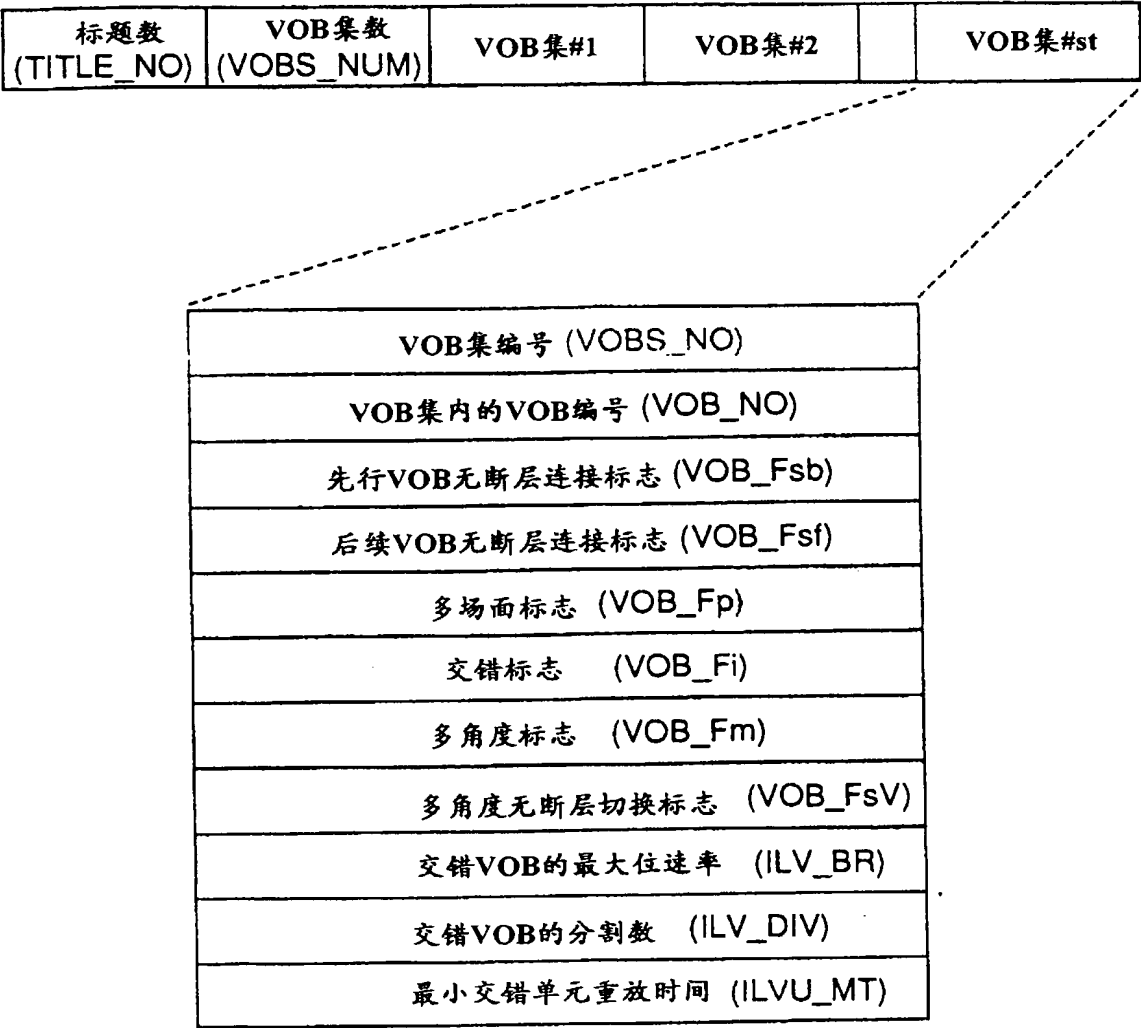 标题数
(TITLE_NO)
VOB集数
(VOBS_NUM)
VOB集#1
VOB集#2
VOB集#st
VOB集编号 (VOBS_NO)
VOB集内的VOB编号 (VOB_NO)
先行VOB无断层连接标志 (VOB_Fsb)
后续VOB无断层连接标志 (VOB_Fsf)
多场面标志 (VOB_Fp)
交错标志 (VOB_Fi)
多角度标志 (VOB_Fm)
多角度无断层切换标志 (VOB_FsV)
交错VOB的最大位速率 (ILV_BR)
交错VOB的分割数 (ILV_DIV)
最小交错单元重放时间 (ILVU_MT)